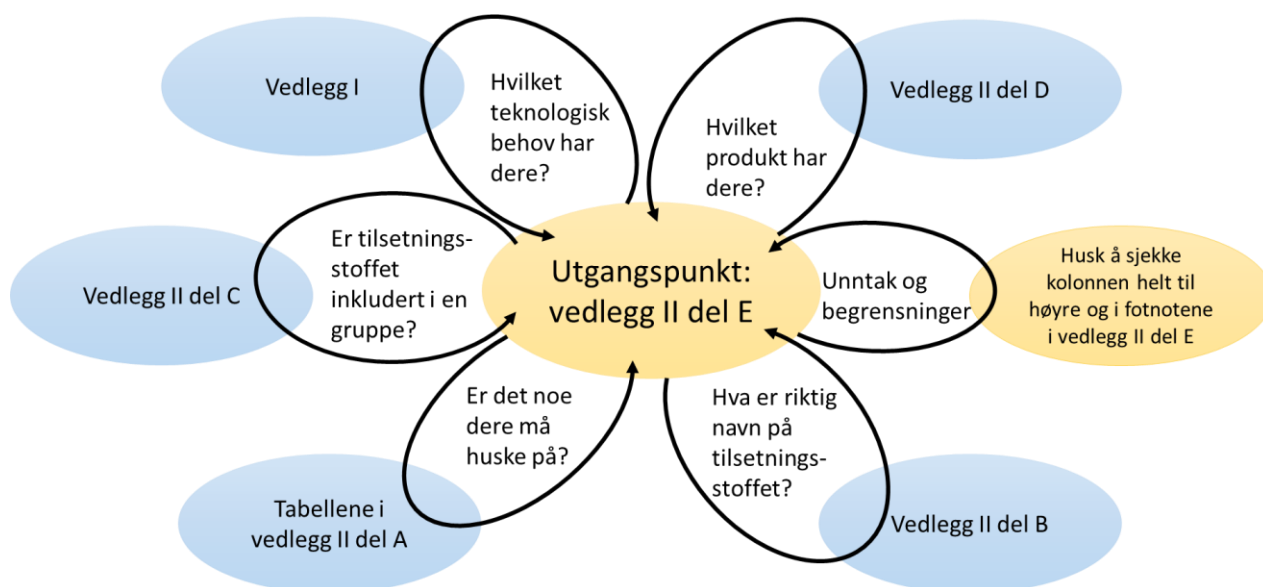 Vedlegg I
Hvilket
teknologisk
behov har
dere?
Hvilket
produkt har
dere?
Vedlegg II del D
Vedlegg II del C
Er tilsetnings-
stoffet
inkludert i en
gruppe?
Utgangspunkt:
vedlegg II del E
Unntak og
begrensninger
Husk å sjekke
kolonnen helt til
høyre og i fotnotene
i vedlegg II del E
Tabellene i
vedlegg II del A
Er det noe
dere må
huske på?
Hva er riktig
navn på
tilsetnings-
stoffet?
Vedlegg II del B